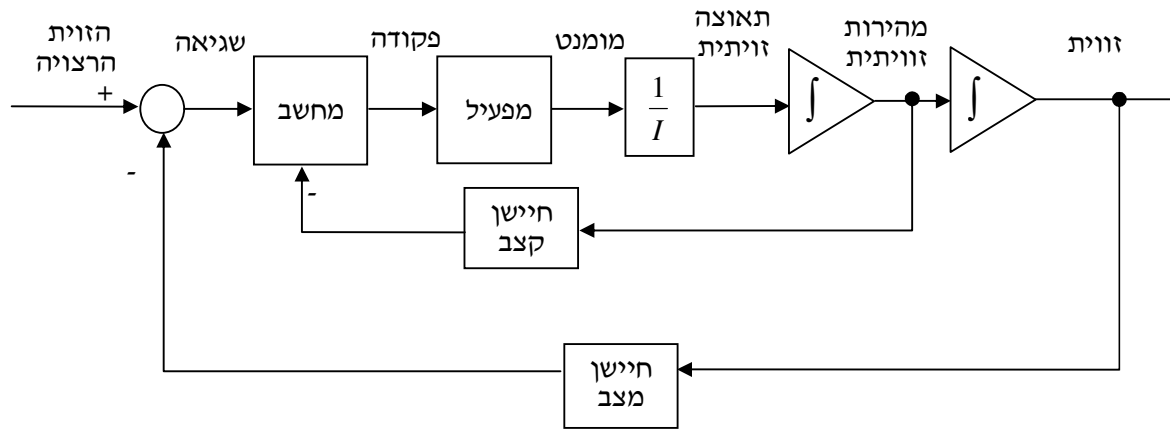 הזוית
הרצויה
+
שגיאה
מחשב
פקודה
מפעיל
מומנט
1
I
תאוצה
זויתית
∫
מהירות
זוויתית
∫
זווית
-
-
חיישן
קצב
חיישן
מצב